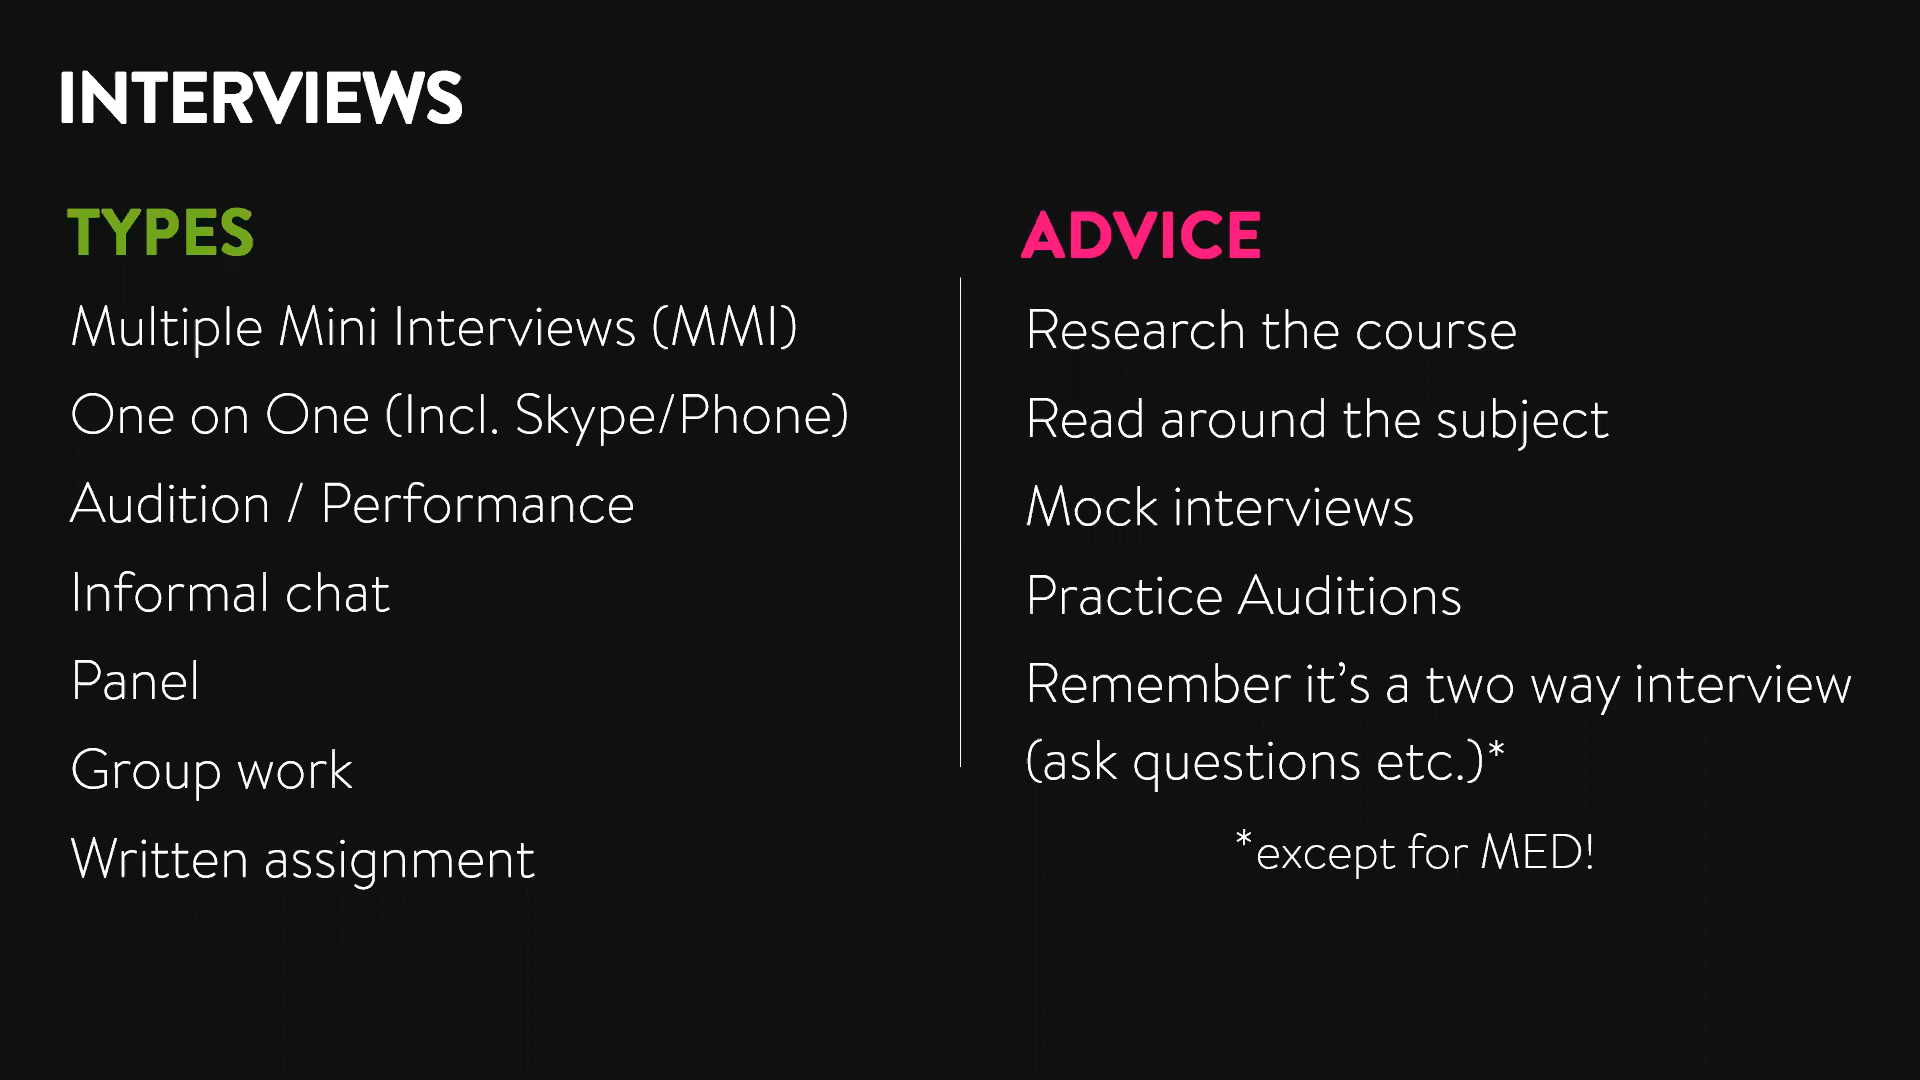 INTERVIEWS
TYPES
Multiple Mini Interviews (MMI)
One on One (Incl. Skype/Phone)
Audition / Performance
Informal chat
Panel
Group work
Written assignment
ADVICE
Research the course
Read around the subject
Mock interviews
Practice Auditions
Remember it’s a two way interview
(ask questions etc.)*
*except for MED!